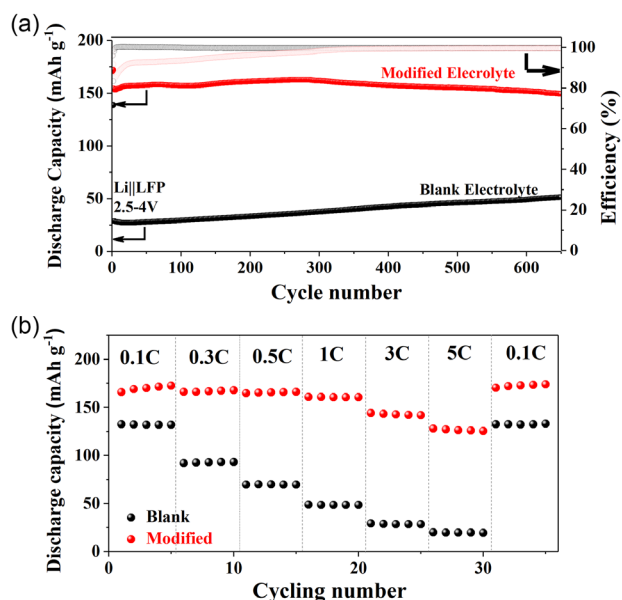 (a)
Discharge Capacity (mAh g⁻¹)
200
150
100
50
0
Modified Elecrolyte
Li||LFP
2.5-4V
Blank Electrolyte
100
80
60
40
20
0
Efficiency (%)
0 100 200 300 400 500 600
Cycle number
(b)
Discharge capacity (mAh g⁻¹)
200
150
100
50
0
0.1C 0.3C 0.5C 1C 3C 5C 0.1C
Blank
Modified
0 10 20 30
Cycling number